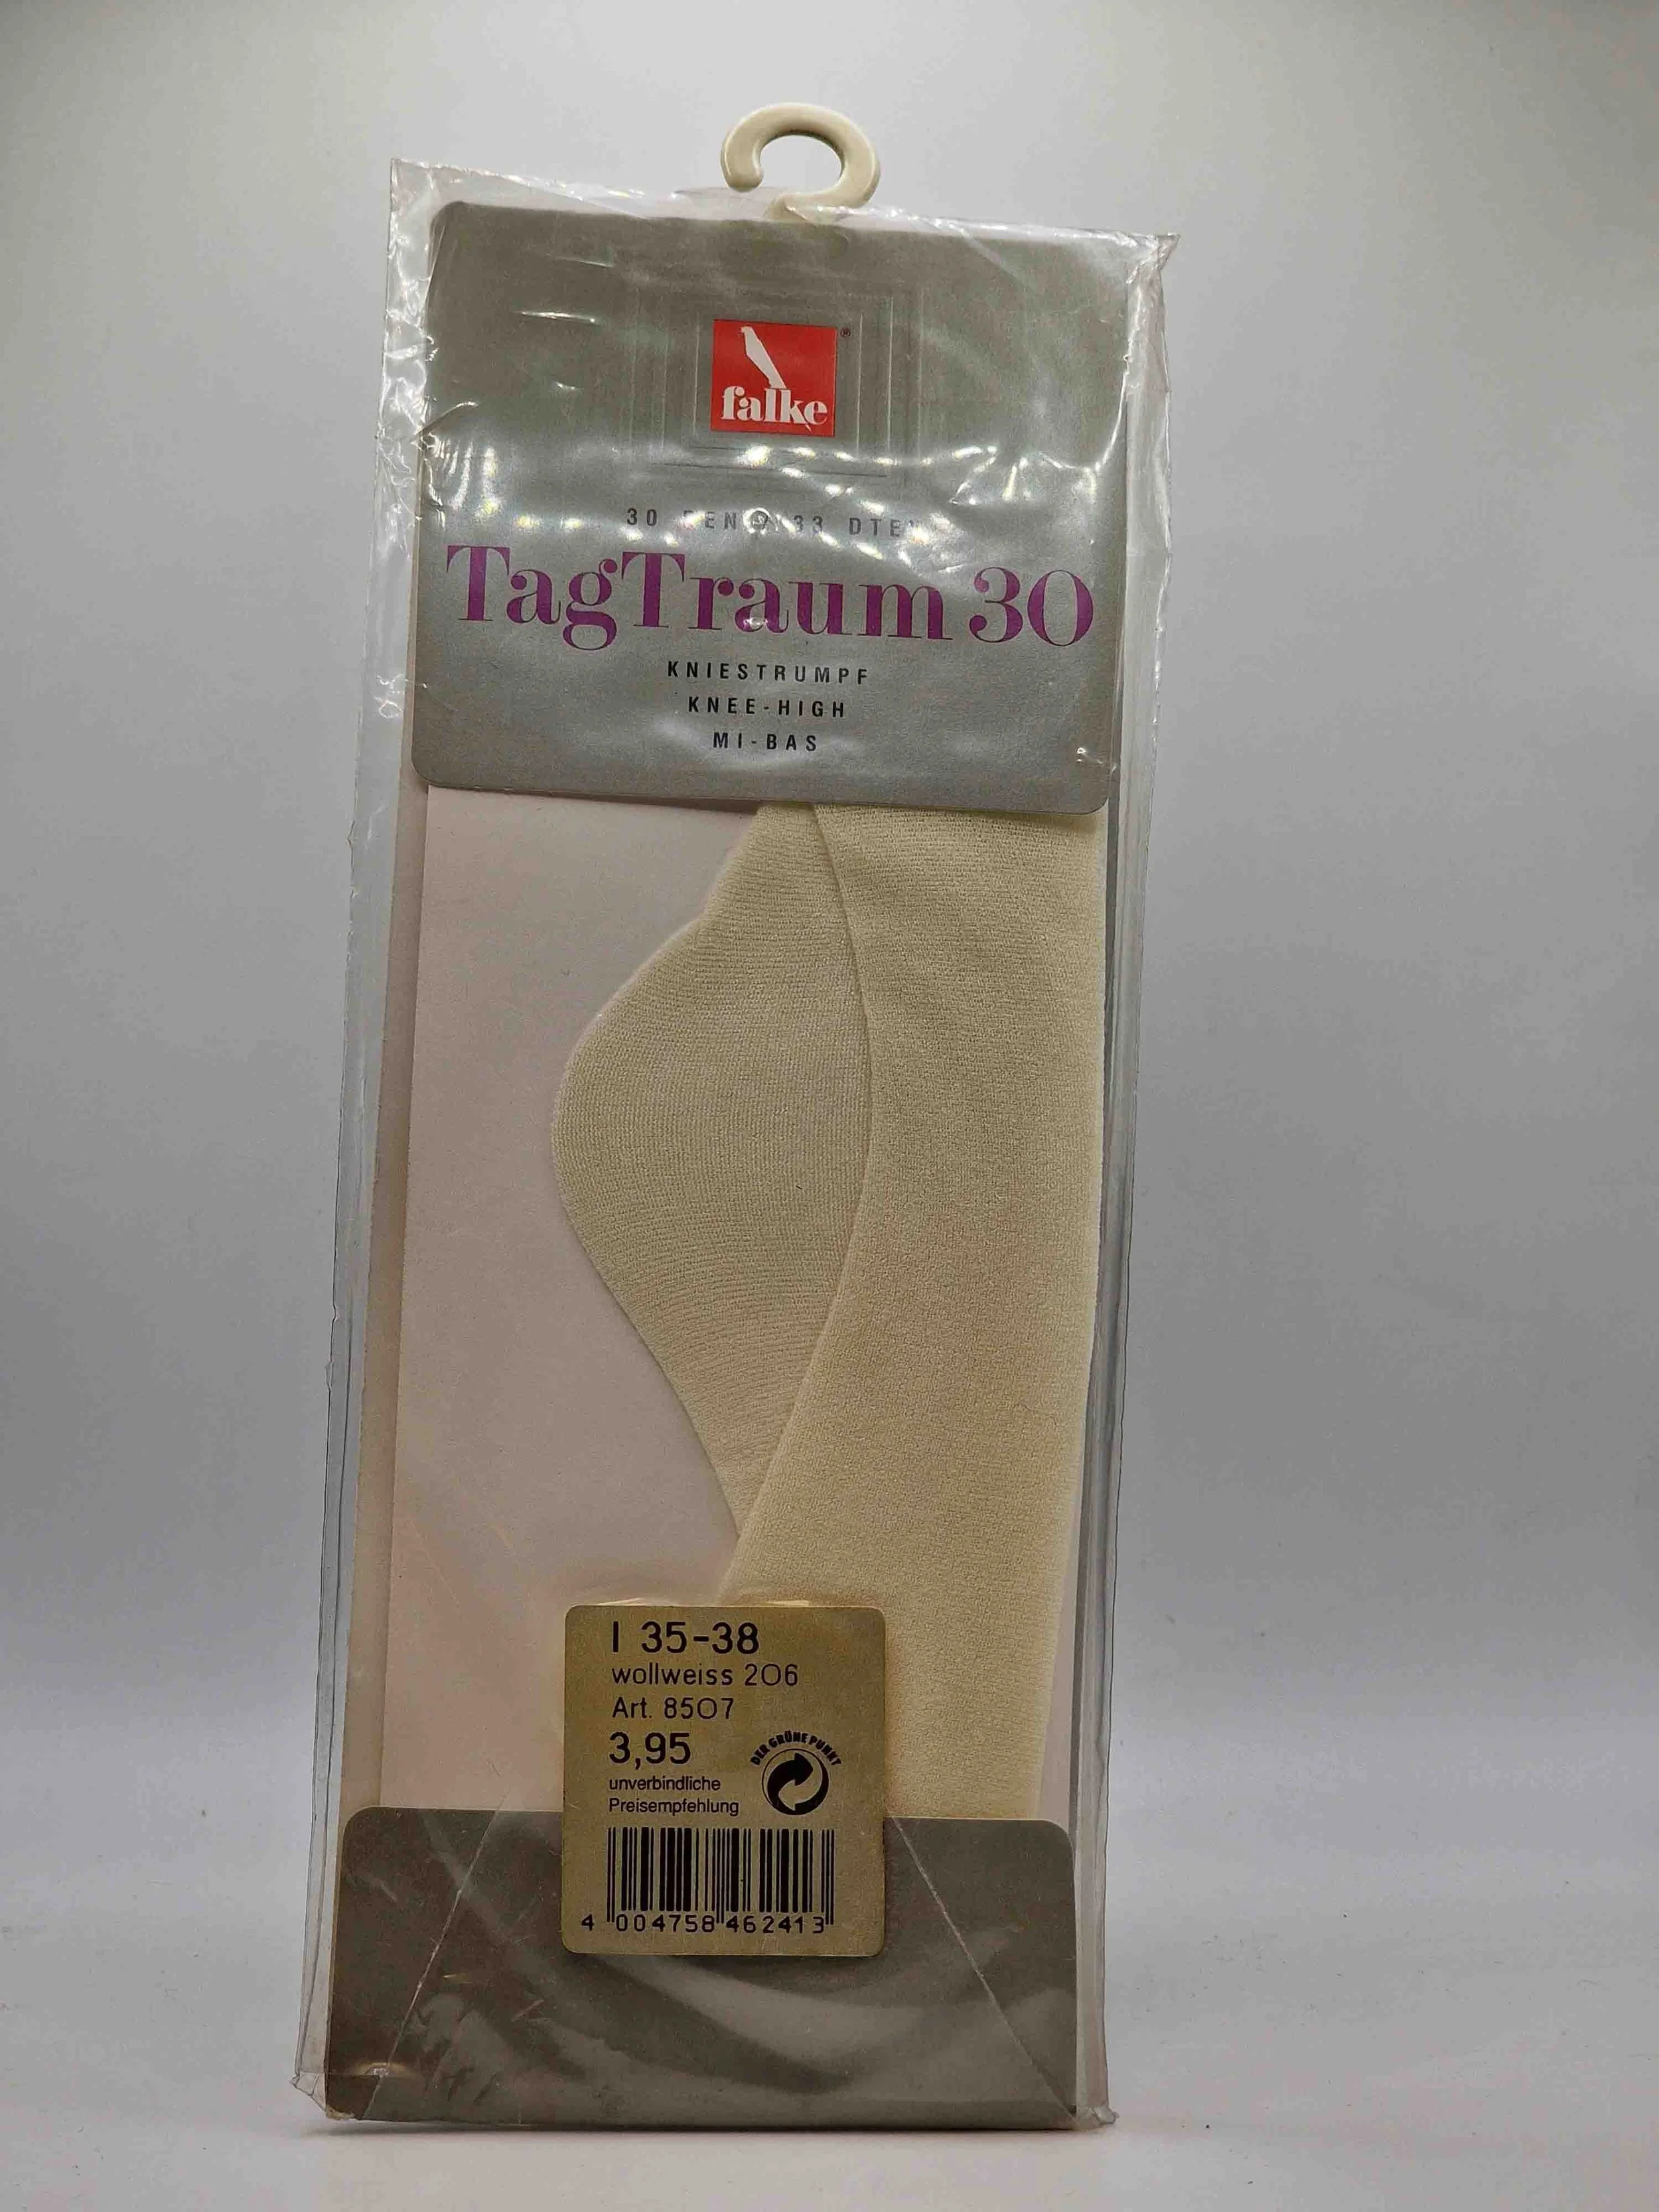 falke
®
30 DEN 33 DTEX
TagTraum 30
KNIESTRUMPF
KNEE-HIGH
MI-BAS
I 35-38
wollweiss 206
Art. 8507
3,95
DER GRÜNE PUNKT
unverbindliche
Preisempfehlung
4 004758 462413